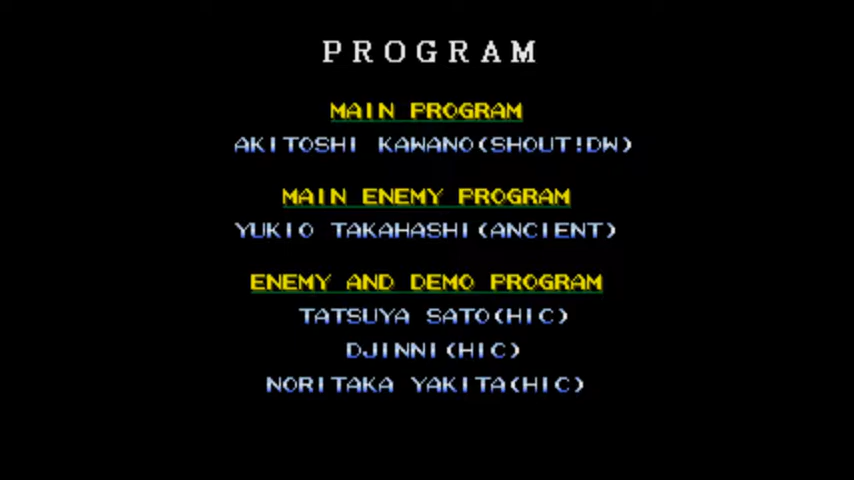 PROGRAM
MAIN PROGRAM
AKITOSHI KAWANO(SHOUT!DW)
MAIN ENEMY PROGRAM
YUKIO TAKAHASHI(ANCIENT)
ENEMY AND DEMO PROGRAM
TATSUYA SATO(HIC)
DJINNI(HIC)
NORITAKA YAKITA(HIC)